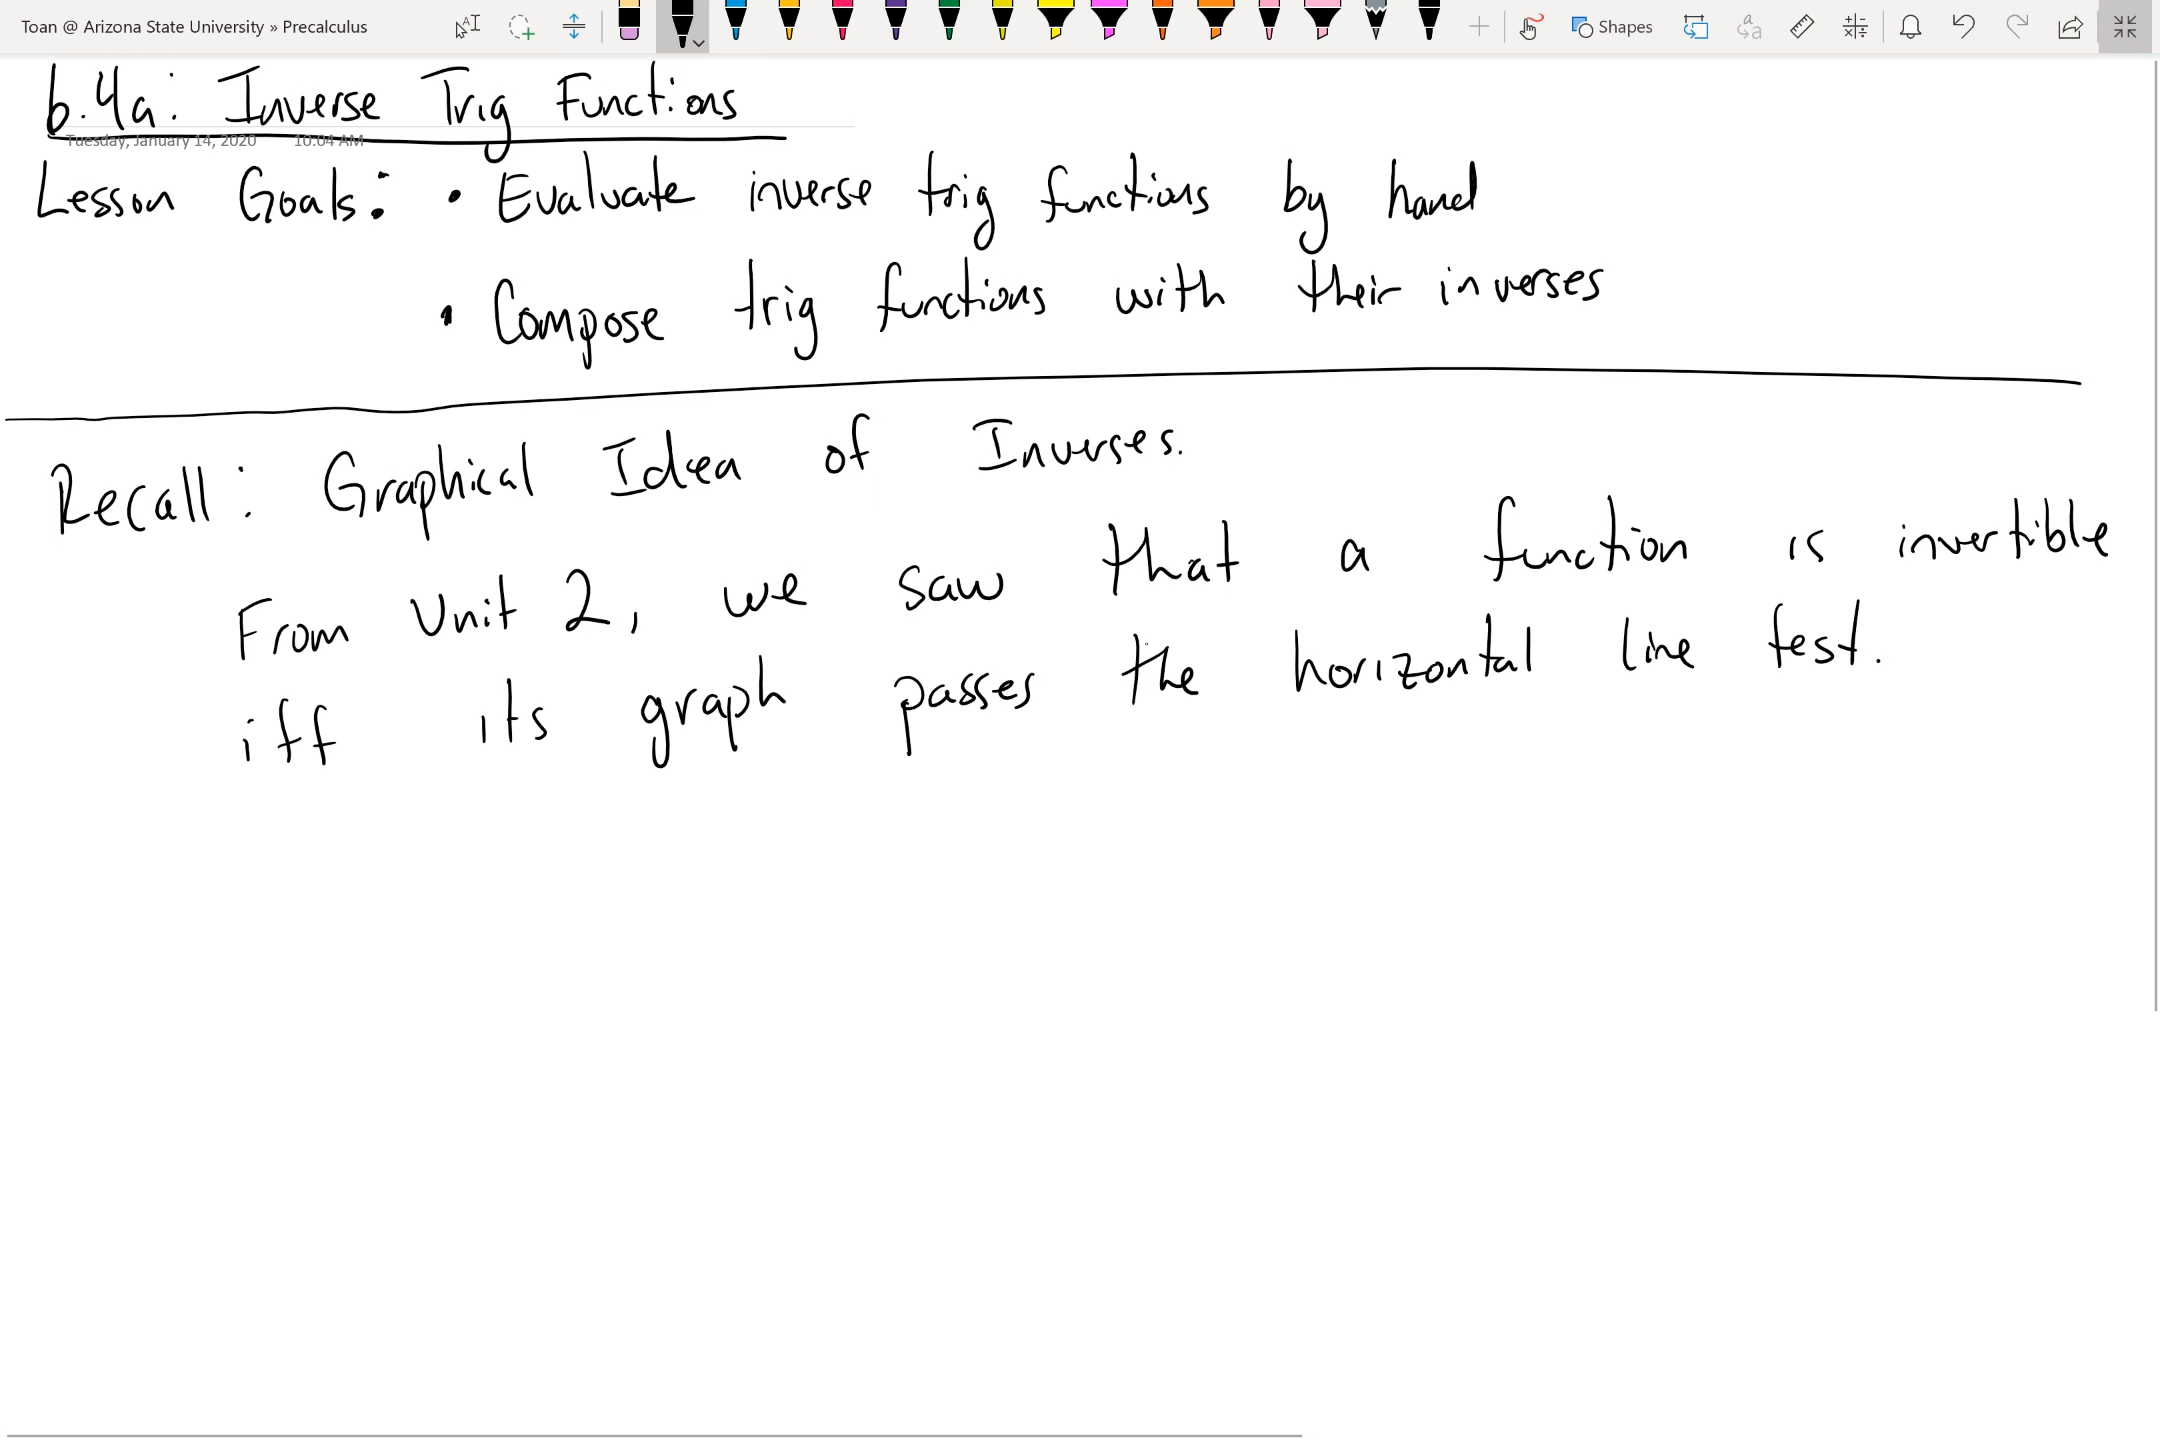 Toan @ Arizona State University » Precalculus
Shapes
6.4a: Inverse Trig Functions
Tuesday, January 14, 2020 10:04 AM
Lesson Goals: • Evaluate inverse trig functions by hand
• Compose trig functions with their inverses
Recall: Graphical Idea of Inverses.
From Unit 2, we saw that a function is invertible
iff its graph passes the horizontal line test.